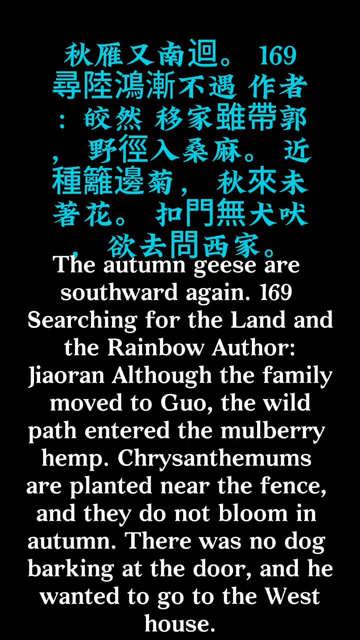 秋雁又南迴。 169
尋陸鴻漸不遇 作者
：皎然 移家雖帶郭
，野徑入桑麻。 近
種籬邊菊，秋來未
著花。 扣門無犬吠
，欲去問西家。
The autumn geese are
southward again. 169
Searching for the Land and
the Rainbow Author:
Jiaoran Although the family
moved to Guo, the wild
path entered the mulberry
hemp. Chrysanthemums
are planted near the fence,
and they do not bloom in
autumn. There was no dog
barking at the door, and he
wanted to go to the West
house.